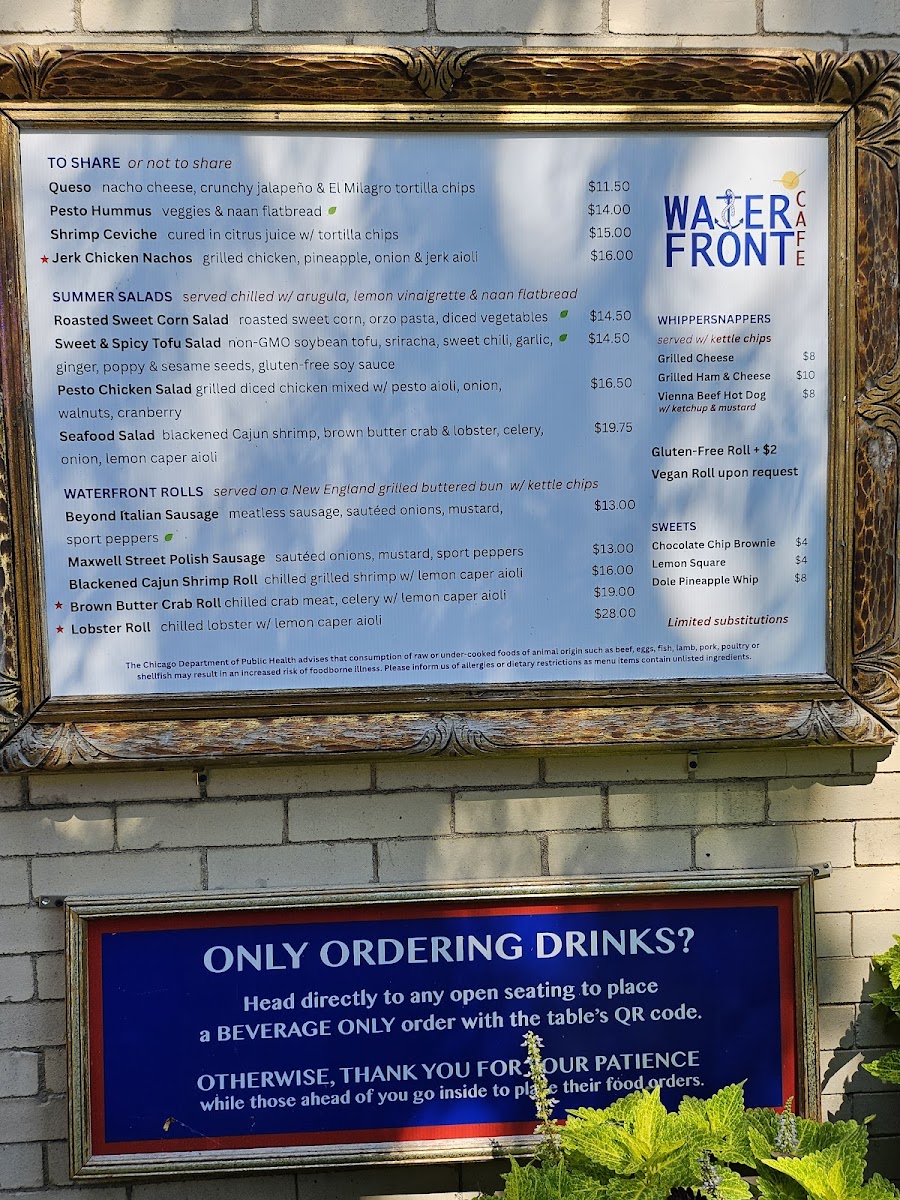 TO SHARE or not to share
Queso nacho cheese, crunchy jalapeño & El Milagro tortilla chips $11.50
Pesto Hummus veggies & naan flatbread $14.00
Shrimp Ceviche cured in citrus juice w/ tortilla chips $15.00
Jerk Chicken Nachos grilled chicken, pineapple, onion & jerk aioli $16.00
SUMMER SALADS served chilled w/ arugula, lemon vinaigrette & naan flatbread
Roasted Sweet Corn Salad roasted sweet corn, orzo pasta, diced vegetables $14.50
Sweet & Spicy Tofu Salad non-GMO soybean tofu, sriracha, sweet chili, garlic, $14.50
ginger, poppy & sesame seeds, gluten-free soy sauce
Pesto Chicken Salad grilled diced chicken mixed w/ pesto aioli, onion, $16.50
walnuts, cranberry
Seafood Salad blackened Cajun shrimp, brown butter crab & lobster, celery, $19.75
onion, lemon caper aioli
WATERFRONT ROLLS served on a New England grilled buttered bun w/ kettle chips
Beyond Italian Sausage meatless sausage, sautéed onions, mustard, $13.00
sport peppers
Maxwell Street Polish Sausage sautéed onions, mustard, sport peppers $13.00
Blackened Cajun Shrimp Roll chilled grilled shrimp w/ lemon caper aioli $16.00
Brown Butter Crab Roll chilled crab meat, celery w/ lemon caper aioli $19.00
Lobster Roll chilled lobster w/ lemon caper aioli $28.00
WATER
FRONT
CAFE
WHIPPERSNAPPERS
served w/ kettle chips
Grilled Cheese $8
Grilled Ham & Cheese $10
Vienna Beef Hot Dog $8
w/ ketchup & mustard
Gluten-Free Roll + $2
Vegan Roll upon request
SWEETS
Chocolate Chip Brownie $4
Lemon Square $4
Dole Pineapple Whip $8
Limited substitutions
The Chicago Department of Public Health advises that consumption of raw or under-cooked foods of animal origin such as beef, eggs, fish, lamb, pork, poultry or
shellfish may result in an increased risk of foodborne illness. Please inform us of allergies or dietary restrictions as menu items contain unlisted ingredients.
ONLY ORDERING DRINKS?
Head directly to any open seating to place
a BEVERAGE ONLY order with the table's QR code.
OTHERWISE, THANK YOU FOR YOUR PATIENCE
while those ahead of you go inside to place their food orders.